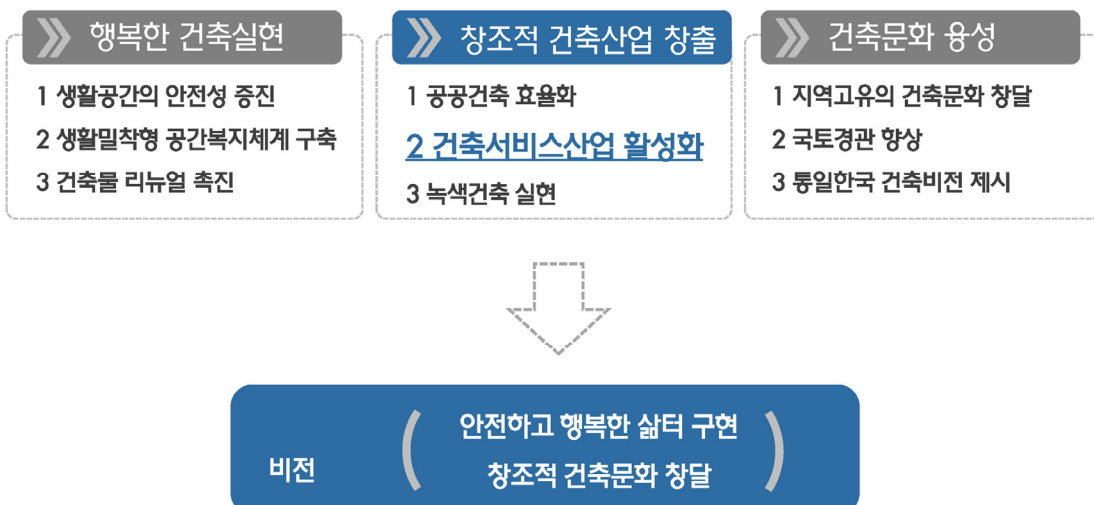 행복한 건축실현
1 생활공간의 안전성 증진
2 생활밀착형 공간복지체계 구축
3 건축물 리뉴얼 촉진
창조적 건축산업 창출
1 공공건축 효율화
2 건축서비스산업 활성화
3 녹색건축 실현
건축문화 융성
1 지역고유의 건축문화 창달
2 국토경관 향상
3 통일한국 건축비전 제시
비전
안전하고 행복한 삶터 구현
창조적 건축문화 창달